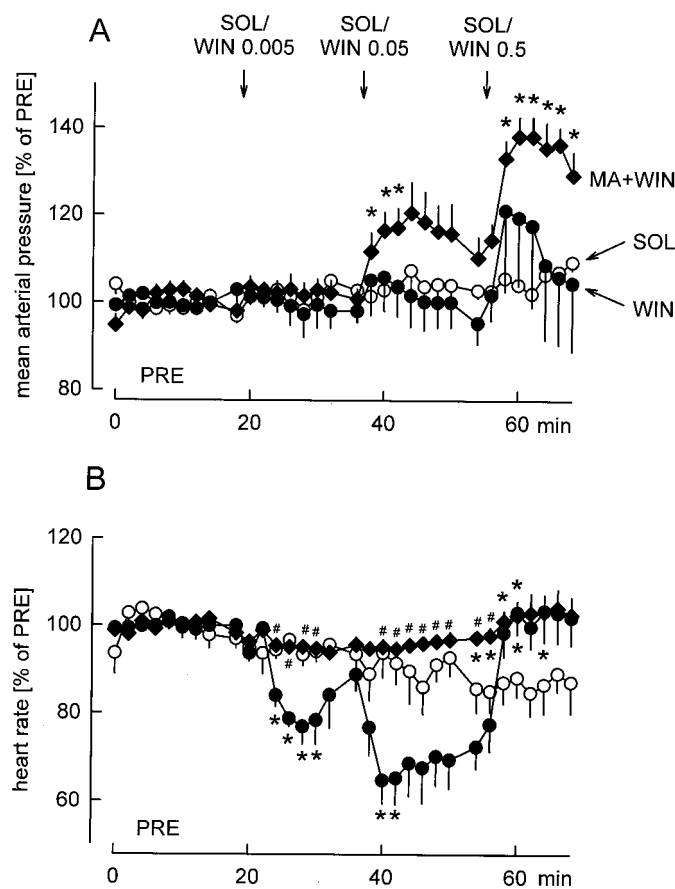 A
SOL/ SOL/ SOL/
WIN 0.005 WIN 0.05 WIN 0.5
mean arterial pressure [% of PRE]
140
120
100
80
* * * * * * * * *
MA+WIN
SOL
WIN
PRE
0 20 40 60 min
B
heart rate [% of PRE]
120
100
80
60
# # # # # # # # # # # #
* * * * * * * * * * * *
PRE
0 20 40 60 min